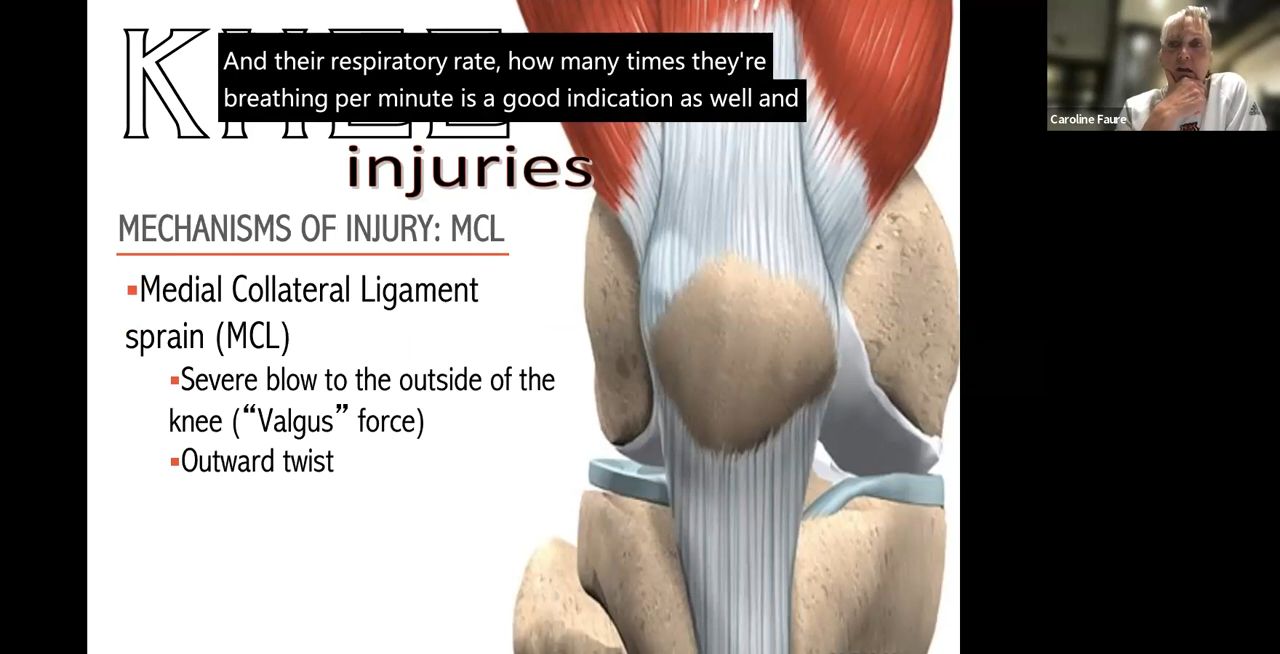 KNEE
And their respiratory rate, how many times they're
breathing per minute is a good indication as well and
injuries
MECHANISMS OF INJURY: MCL
▪Medial Collateral Ligament
sprain (MCL)
▪Severe blow to the outside of the
knee (“Valgus” force)
▪Outward twist
Caroline Faure